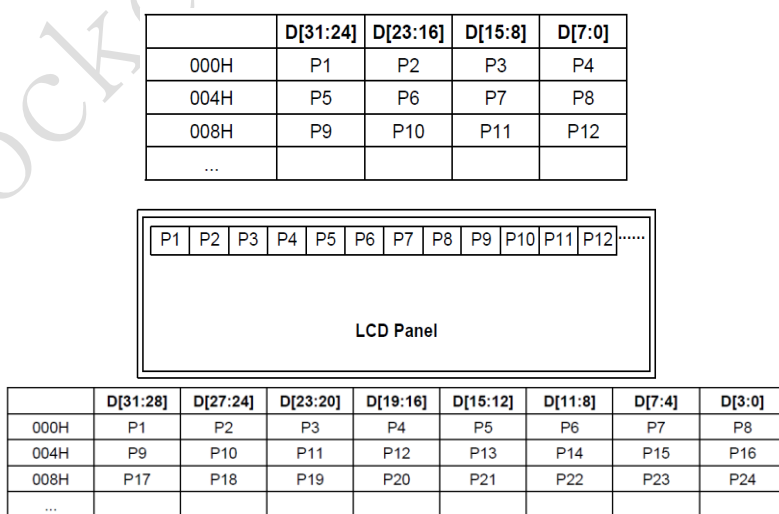 D[31:24] D[23:16] D[15:8] D[7:0]
000H P1 P2 P3 P4
004H P5 P6 P7 P8
008H P9 P10 P11 P12
...
P1 P2 P3 P4 P5 P6 P7 P8 P9 P10 P11 P12 ......
LCD Panel
D[31:28] D[27:24] D[23:20] D[19:16] D[15:12] D[11:8] D[7:4] D[3:0]
000H P1 P2 P3 P4 P5 P6 P7 P8
004H P9 P10 P11 P12 P13 P14 P15 P16
008H P17 P18 P19 P20 P21 P22 P23 P24
...